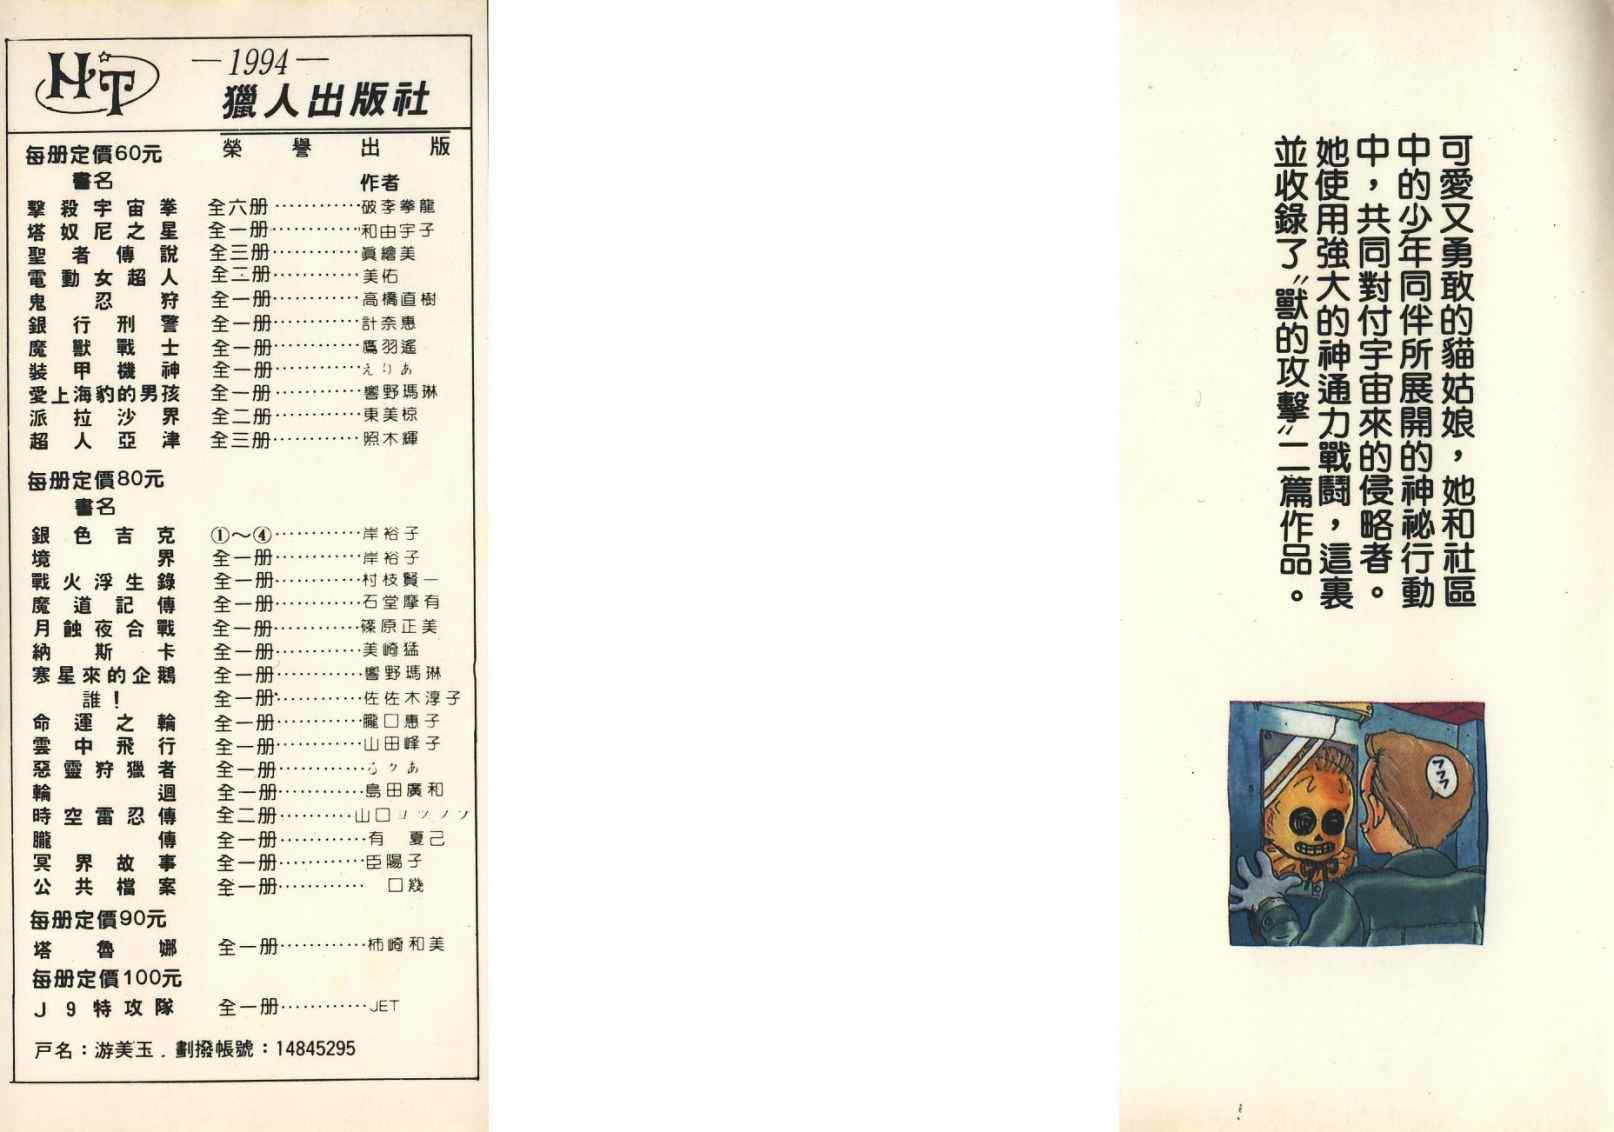 HT
—1994—
獵人出版社
榮譽出版
每册定價60元
書名 作者
擊殺宇宙拳 全六册…………破李拳龍
塔奴尼之星 全一册…………和由宇子
聖者傳說 全三册…………眞繪美
電動女超人 全二册…………美佑
鬼忍狩 全一册…………高橋直樹
銀行刑警 全一册…………計奈惠
魔獸戰士 全一册…………鷹羽遙
裝甲機神 全一册…………えりあ
愛上海豹的男孩 全一册…………響野瑪琳
派拉沙界 全二册…………東美椋
超人亞津 全三册…………照木輝
每册定價80元
書名
銀色吉克 ①～④…………岸裕子
境界 全一册…………岸裕子
戰火浮生錄 全一册…………村枝賢一
魔道記傳 全一册…………石堂摩有
月蝕夜合戰 全一册…………篠原正美
納斯卡 全一册…………美崎猛
寒星來的企鵝 全一册…………響野瑪琳
誰！ 全一册…………佐佐木淳子
命運之輪 全一册…………朧□惠子
雲中飛行 全一册…………山田峰子
惡靈狩獵者 全一册…………るりあ
輪迴 全一册…………島田廣和
時空雷忍傳 全二册…………山□ヨツノブ
朧傳 全一册…………有 夏己
冥界故事 全一册…………臣陽子
公共檔案 全一册………… □幾
每册定價90元
塔魯娜 全一册…………柿崎和美
每册定價100元
J9特攻隊 全一册…………JET
戸名：游美玉．劃撥帳號：14845295
可愛又勇敢的貓姑娘，她和社區
中的少年同伴所展開的神祕行動
中，共同對付宇宙來的侵略者。
她使用強大的神通力戰鬪，這裏
並收錄了〝獸的攻擊〞二篇作品。
フフフ